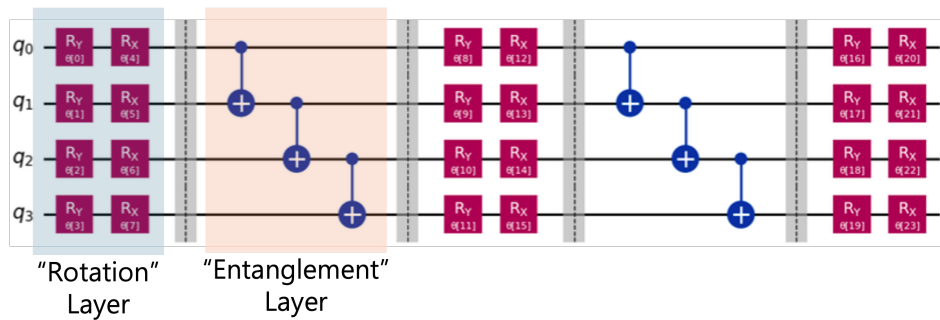 q0 RY θ[0] RX θ[4] RY θ[8] RX θ[12] RY θ[16] RX θ[20]
q1 RY θ[1] RX θ[5] RY θ[9] RX θ[13] RY θ[17] RX θ[21]
q2 RY θ[2] RX θ[6] RY θ[10] RX θ[14] RY θ[18] RX θ[22]
q3 RY θ[3] RX θ[7] RY θ[11] RX θ[15] RY θ[19] RX θ[23]
“Rotation”
Layer
“Entanglement”
Layer